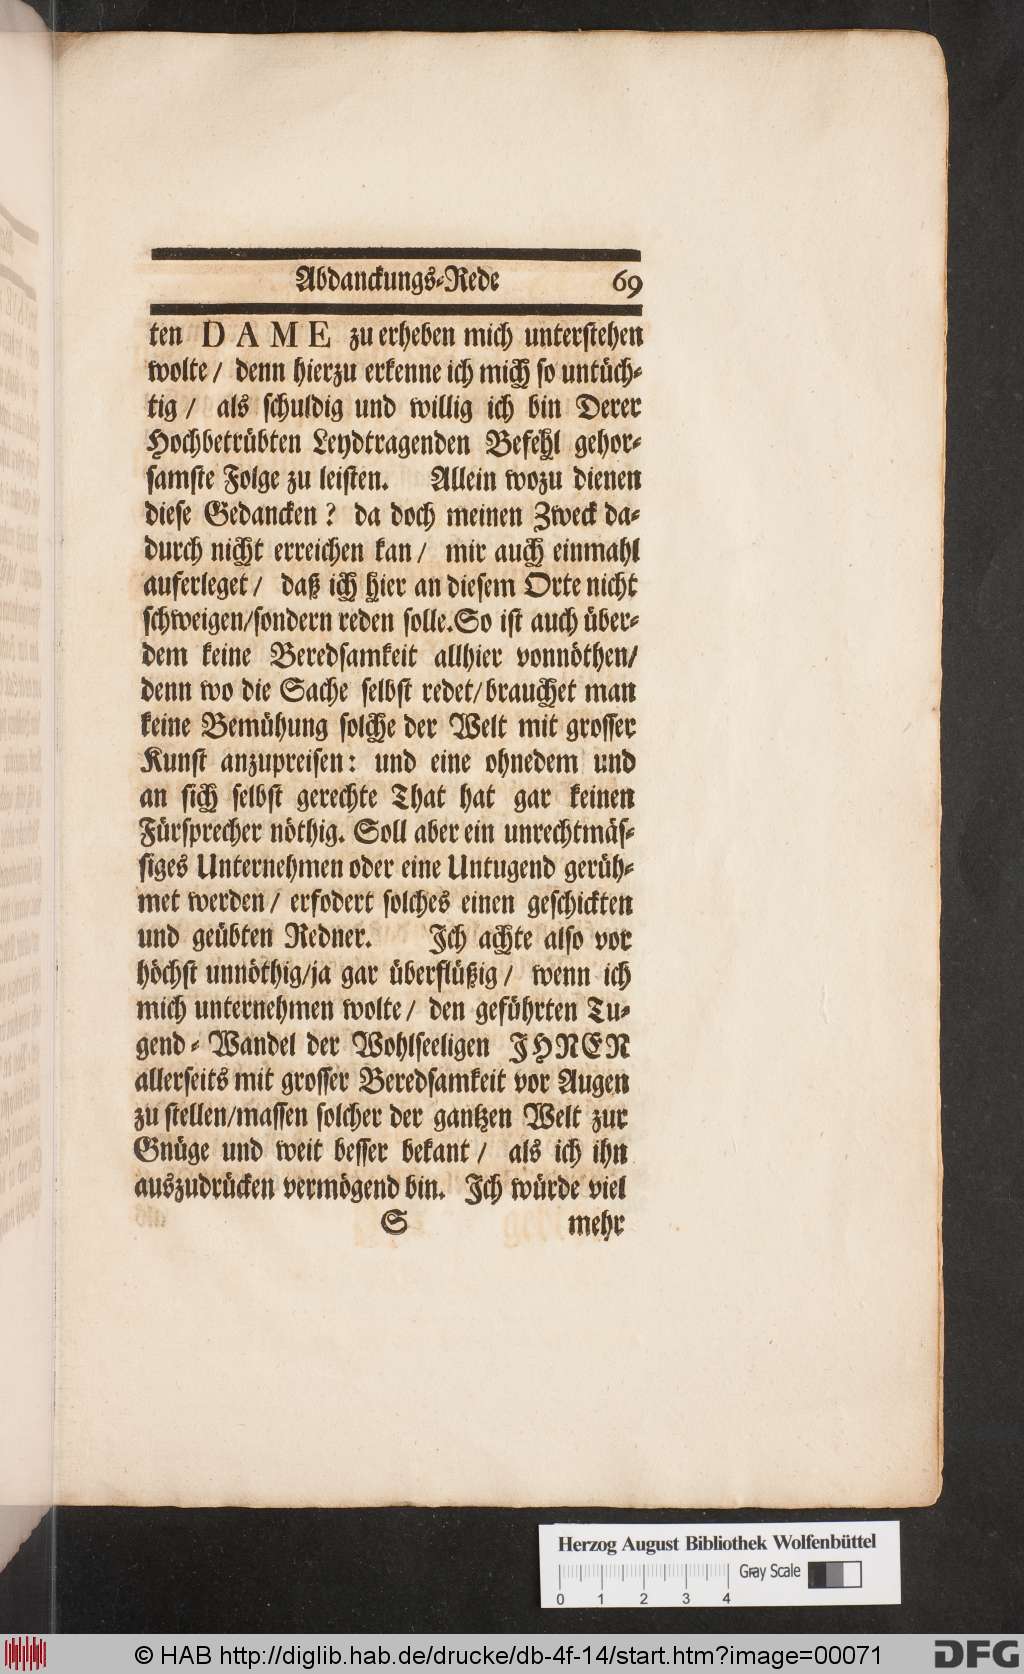 Abdanckungs-Rede 69
ten DAME zu erheben mich unterstehen
wolte / denn hierzu erkenne ich mich so untüch-
tig / als schuldig und willig ich bin Derer
Hochbetrübten Leydtragenden Befehl gehor-
samste Folge zu leisten. Allein wozu dienen
diese Gedancken ? da doch meinen Zweck da-
durch nicht erreichen kan / mir auch einmahl
auferleget / daß ich hier an diesem Orte nicht
schweigen/sondern reden solle.So ist auch über-
dem keine Beredsamkeit allhier vonnöthen/
denn wo die Sache selbst redet/brauchet man
keine Bemühung solche der Welt mit grosser
Kunst anzupreisen: und eine ohnedem und
an sich selbst gerechte That hat gar keinen
Fürsprecher nöthig. Soll aber ein unrechtmäs-
siges Unternehmen oder eine Untugend gerüh-
met werden / erfodert solches einen geschickten
und geübten Redner. Ich achte also vor
höchst unnöthig/ja gar überflüßig / wenn ich
mich unternehmen wolte / den geführten Tu-
gend-Wandel der Wohlseeligen IHNEN
allerseits mit grosser Beredsamkeit vor Augen
zu stellen/massen solcher der gantzen Welt zur
Gnüge und weit besser bekant / als ich ihn
auszudrücken vermögend bin. Ich würde viel
S mehr
Herzog August Bibliothek Wolfenbüttel
Gray Scale
0 1 2 3 4
© HAB http://diglib.hab.de/drucke/db-4f-14/start.htm?image=00071
DFG